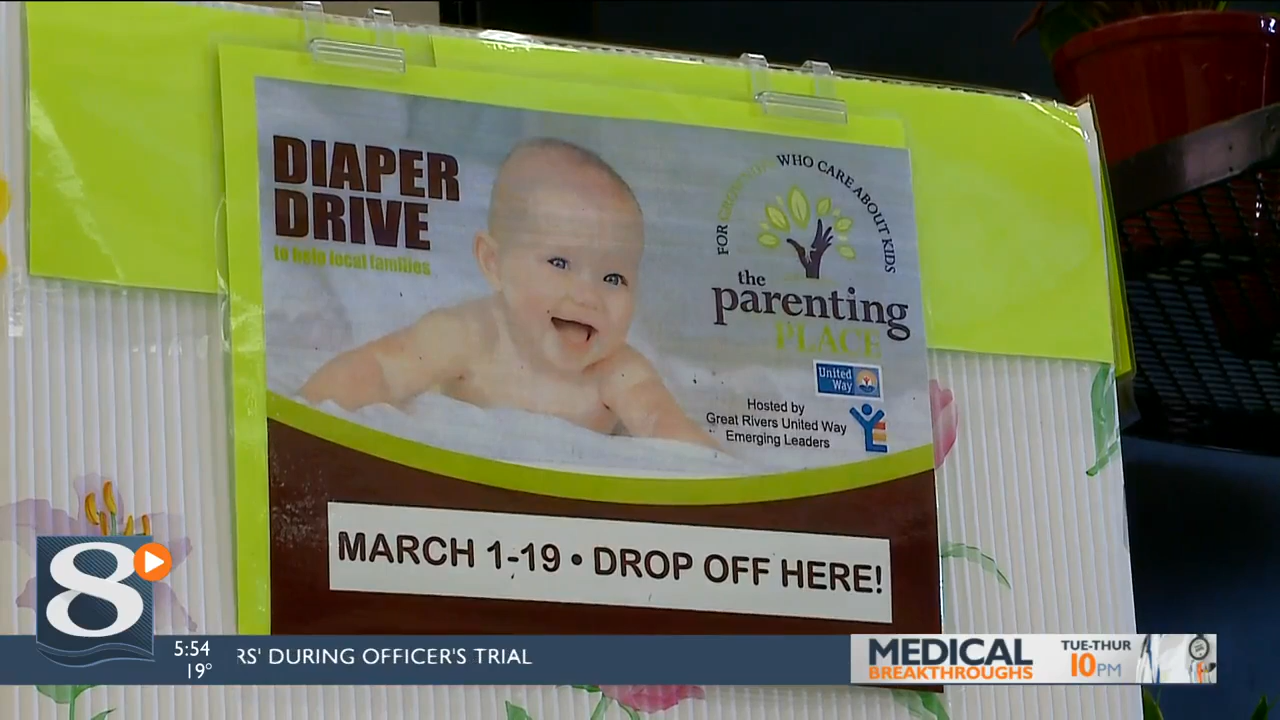 DIAPER
DRIVE
to help local families
FOR GROWNUPS WHO CARE ABOUT KIDS
the
parenting
PLACE
United
Way
Hosted by
Great Rivers United Way
Emerging Leaders
MARCH 1-19 • DROP OFF HERE!
8
5:54
19°
RS' DURING OFFICER'S TRIAL
MEDICAL
BREAKTHROUGHS
TUE-THUR
10PM